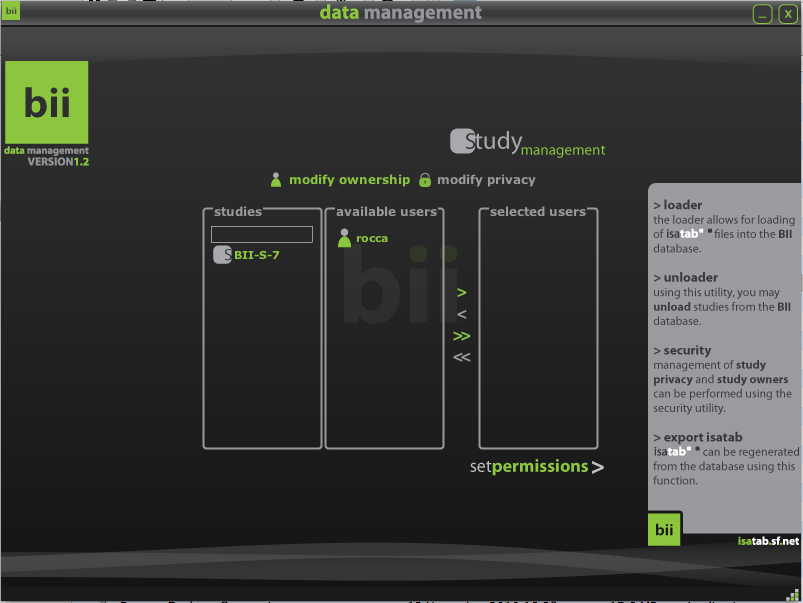 bii
data management
_ X
bii
data management
VERSION1.2
Study management
modify ownership modify privacy
studies
available users
selected users
BII-S-7
rocca
bii
>
<
>>
<<
setpermissions>
> loader
the loader allows for loading
of isatab files into the BII
database.
> unloader
using this utility, you may
unload studies from the BII
database.
> security
management of study
privacy and study owners
can be performed using the
security utility.
> export isatab
isatab can be regenerated
from the database using this
function.
bii
isatab.sf.net